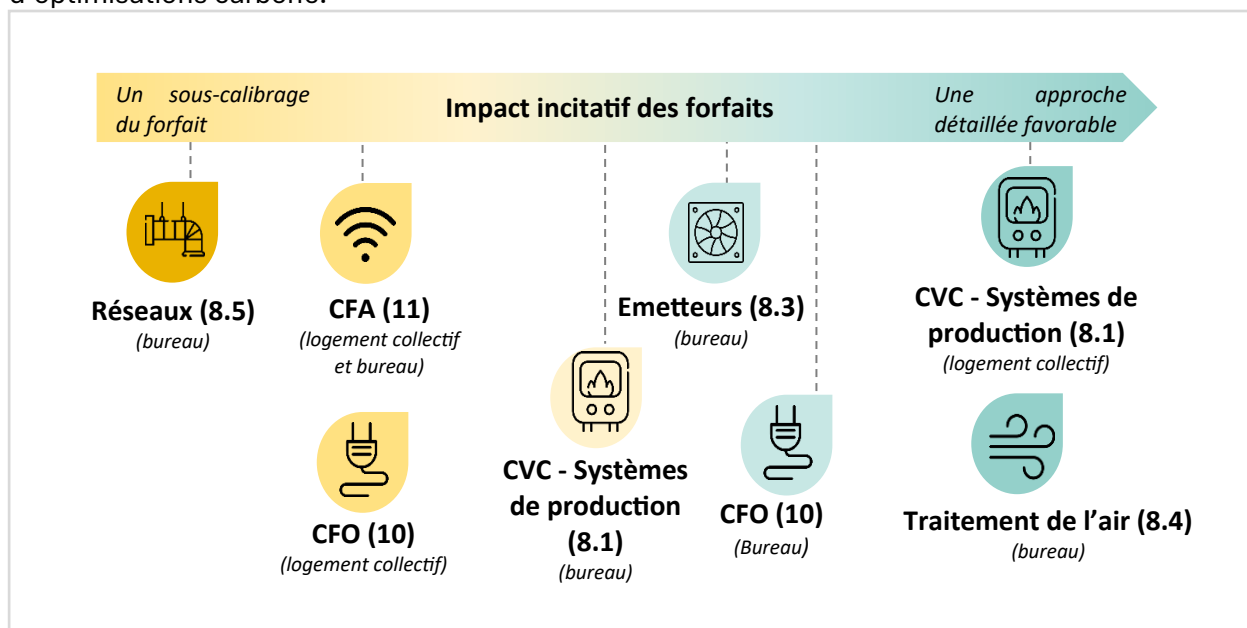 d'optimisations carbone.
Un sous-calibrage
du forfait
Impact incitatif des forfaits
Une approche
détaillée favorable
Réseaux (8.5)
(bureau)
CFA (11)
(logement collectif
et bureau)
CFO (10)
(logement collectif)
CVC - Systèmes
de production
(8.1)
(bureau)
Emetteurs (8.3)
(bureau)
CFO (10)
(Bureau)
CVC - Systèmes de
production (8.1)
(logement collectif)
Traitement de l’air (8.4)
(bureau)